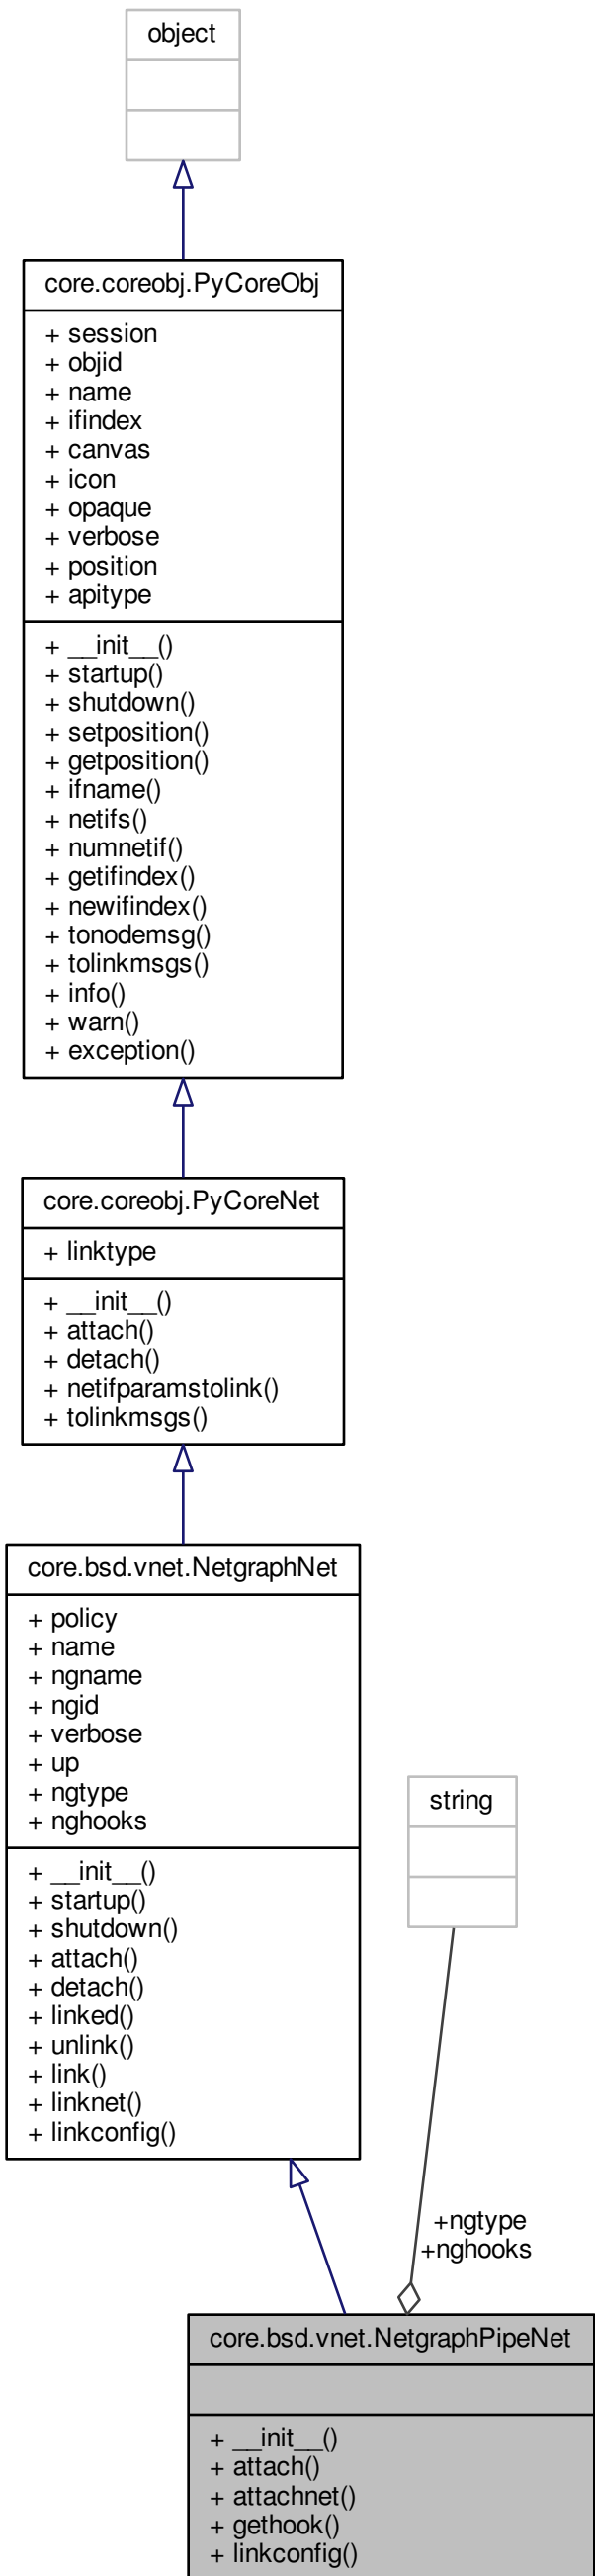 object
core.coreobj.PyCoreObj
+ session
+ objid
+ name
+ ifindex
+ canvas
+ icon
+ opaque
+ verbose
+ position
+ apitype
+ __init__()
+ startup()
+ shutdown()
+ setposition()
+ getposition()
+ ifname()
+ netifs()
+ numnetif()
+ getifindex()
+ newifindex()
+ tonodemsg()
+ tolinkmsgs()
+ info()
+ warn()
+ exception()
core.coreobj.PyCoreNet
+ linktype
+ __init__()
+ attach()
+ detach()
+ netifparamstolink()
+ tolinkmsgs()
core.bsd.vnet.NetgraphNet
+ policy
+ name
+ ngname
+ ngid
+ verbose
+ up
+ ngtype
+ nghooks
+ __init__()
+ startup()
+ shutdown()
+ attach()
+ detach()
+ linked()
+ unlink()
+ link()
+ linknet()
+ linkconfig()
string
+ngtype
+nghooks
core.bsd.vnet.NetgraphPipeNet
+ __init__()
+ attach()
+ attachnet()
+ gethook()
+ linkconfig()